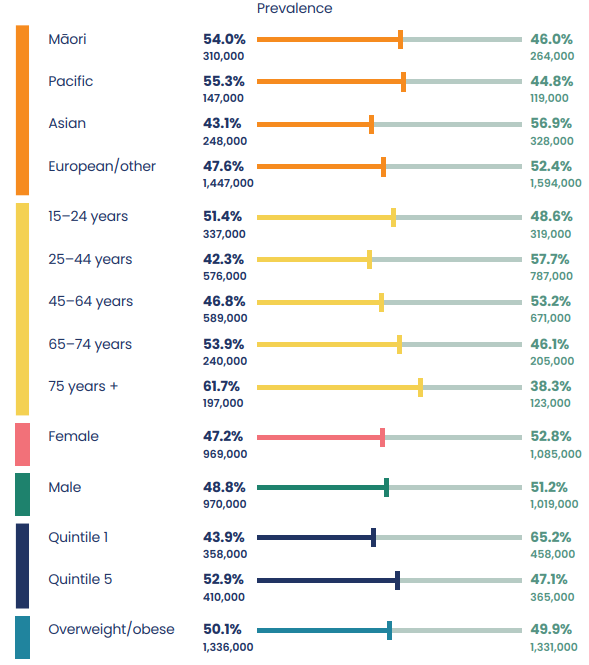 Prevalence
Māori 54.0% 46.0%
310,000 264,000
Pacific 55.3% 44.8%
147,000 119,000
Asian 43.1% 56.9%
248,000 328,000
European/other 47.6% 52.4%
1,447,000 1,594,000
15–24 years 51.4% 48.6%
337,000 319,000
25–44 years 42.3% 57.7%
576,000 787,000
45–64 years 46.8% 53.2%
589,000 671,000
65–74 years 53.9% 46.1%
240,000 205,000
75 years + 61.7% 38.3%
197,000 123,000
Female 47.2% 52.8%
969,000 1,085,000
Male 48.8% 51.2%
970,000 1,019,000
Quintile 1 43.9% 65.2%
358,000 458,000
Quintile 5 52.9% 47.1%
410,000 365,000
Overweight/obese 50.1% 49.9%
1,336,000 1,331,000